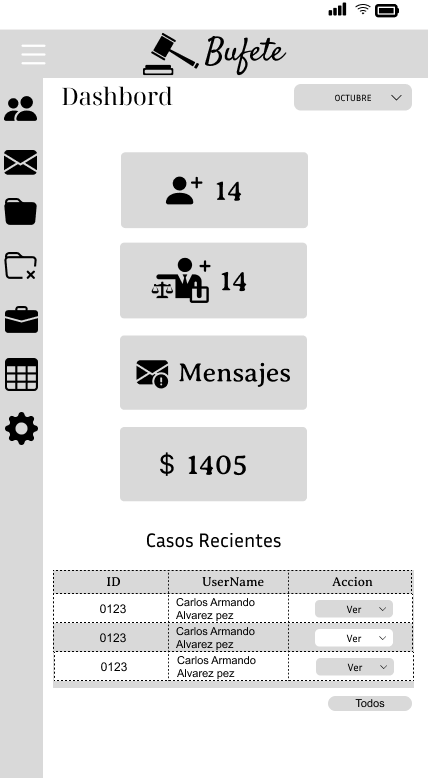 Bufete
Dashbord
OCTUBRE
14
14
Mensajes
$ 1405
Casos Recientes
ID UserName Accion
0123 Carlos Armando Alvarez pez Ver
0123 Carlos Armando Alvarez pez Ver
0123 Carlos Armando Alvarez pez Ver
Todos